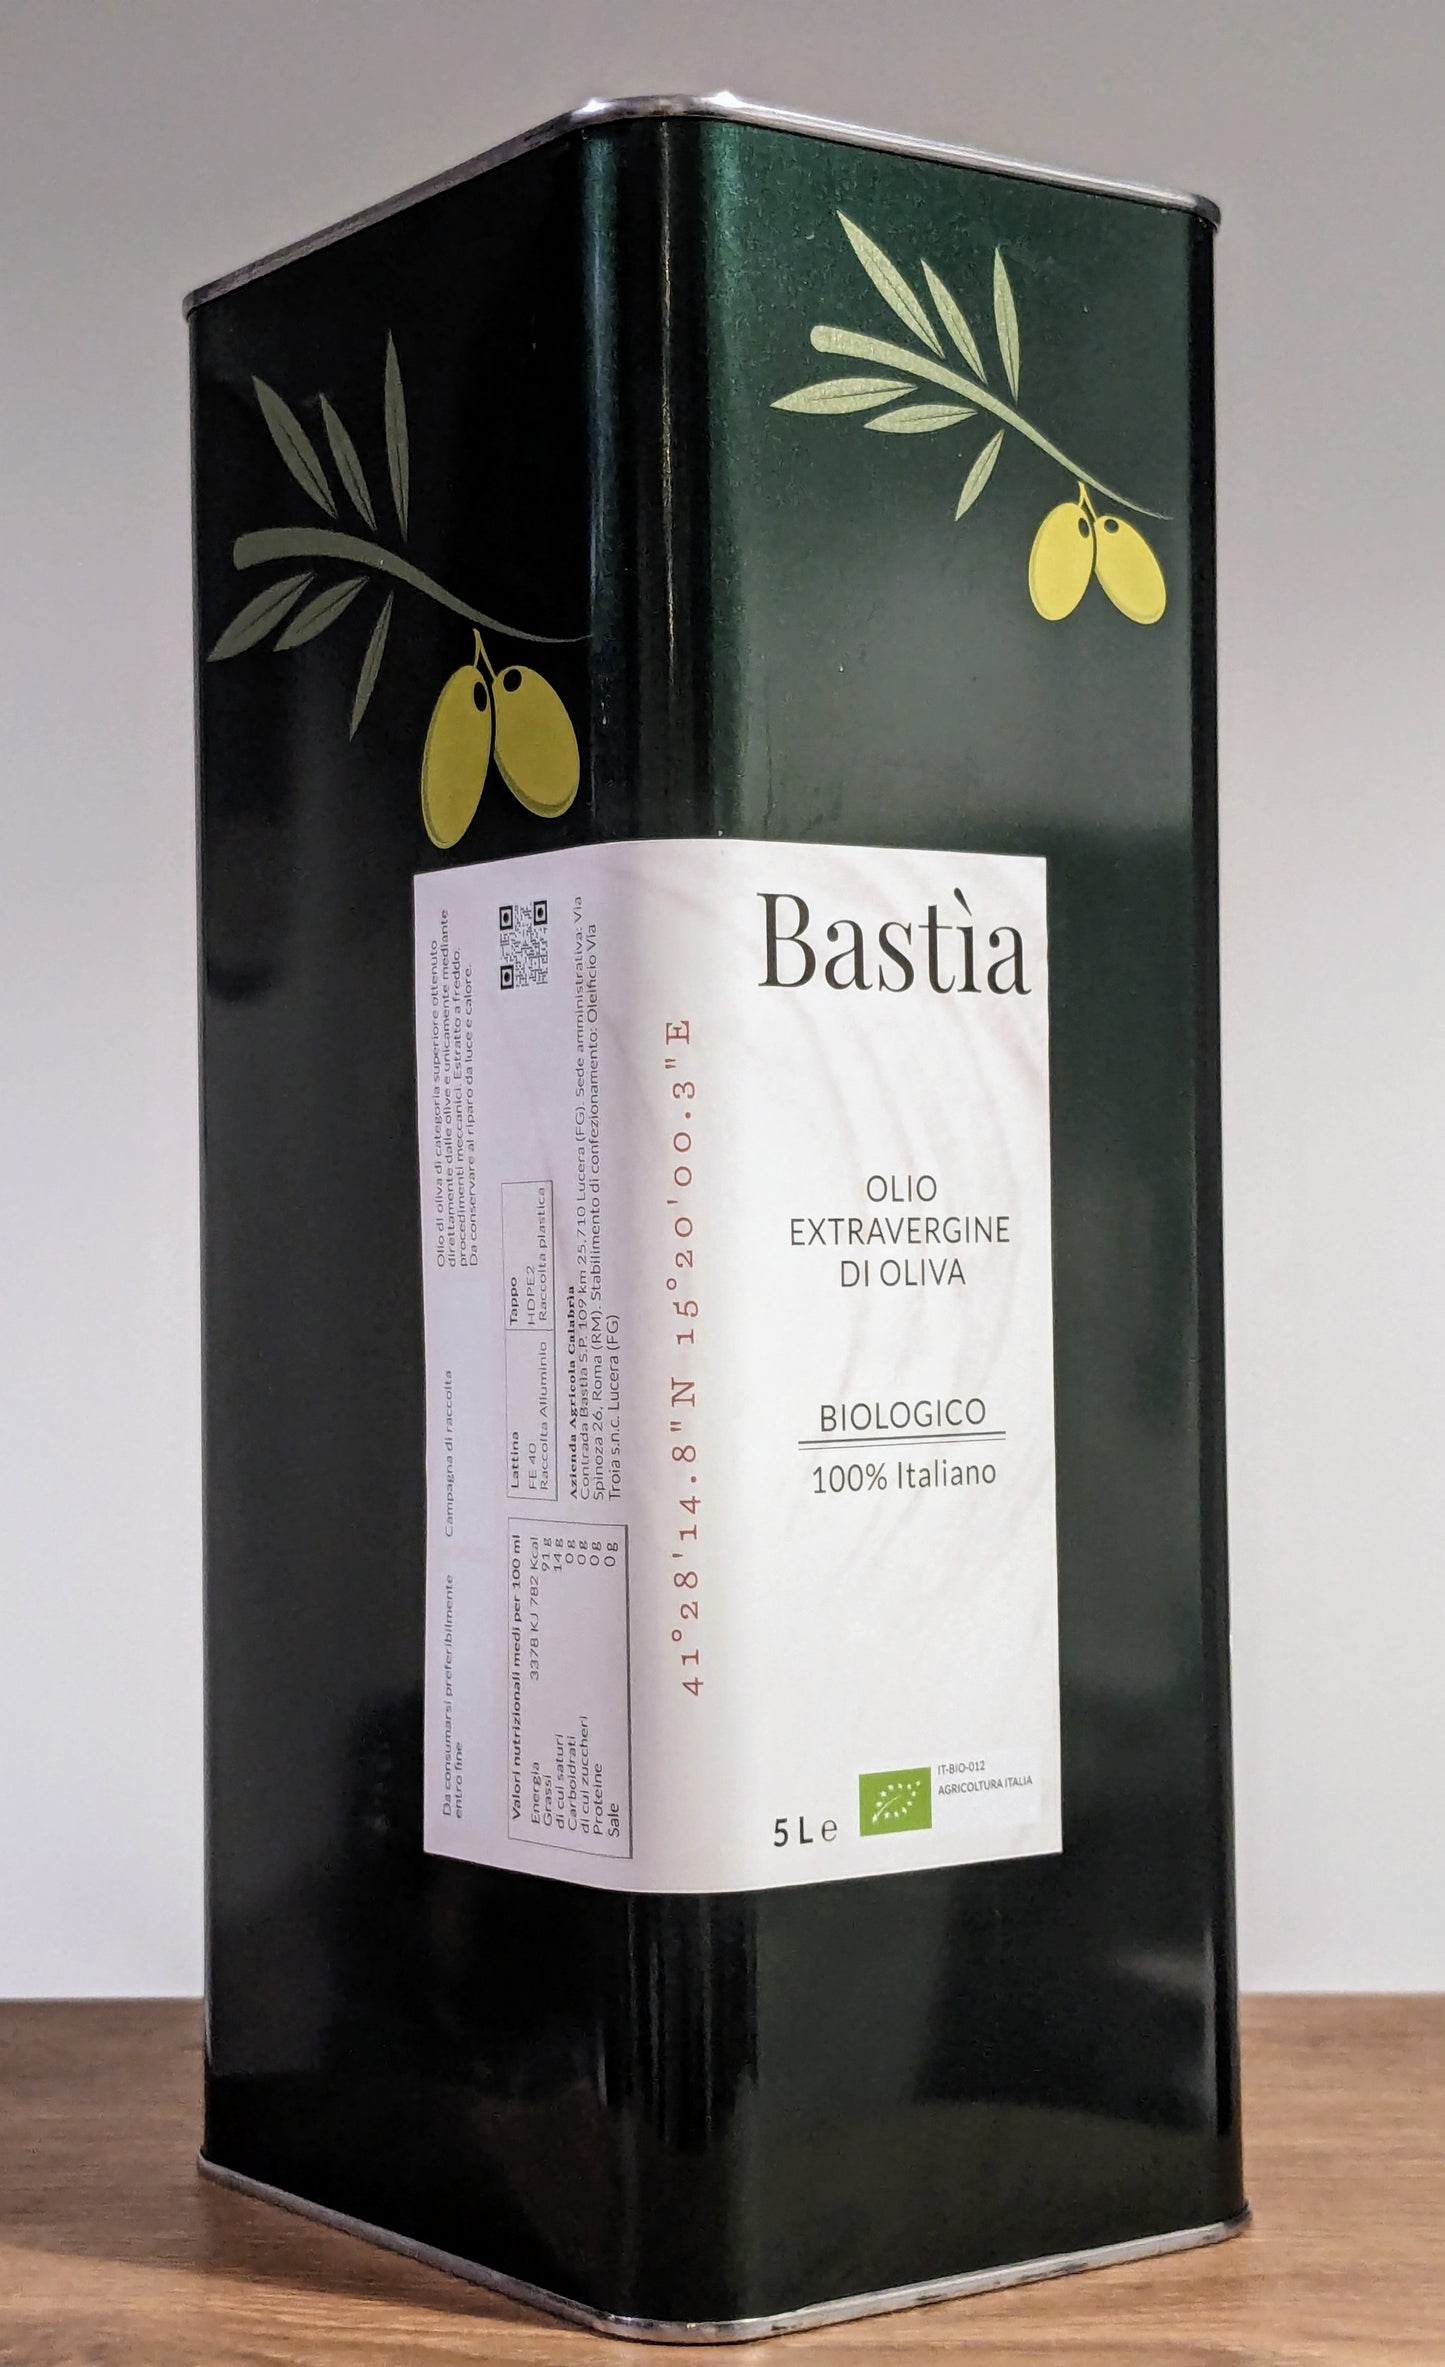 Bastìa
OLIO
EXTRAVERGINE
DI OLIVA
BIOLOGICO
100% Italiano
5 L e
IT-BIO-012
AGRICOLTURA ITALIA
41°28'14.8"N 15°20'00.3"E
Olio di oliva di categoria superiore ottenuto
direttamente dalle olive e unicamente mediante
procedimenti meccanici. Estratto a freddo.
Da conservare al riparo da luce e calore.
Campagna di raccolta
Da consumarsi preferibilmente
entro fine
Lattina
FE 40
Raccolta Alluminio
Tappo
HDPE2
Raccolta plastica
Azienda Agricola Calabria
Contrada Bastia S.P. 109 km 25,710 Lucera (FG). Sede amministrativa: Via
Spinoza 26, Roma (RM). Stabilimento di confezionamento: Oleificio Via
Troia s.n.c. Lucera (FG)
Valori nutrizionali medi per 100 ml
Energia 3378 KJ 782 Kcal
Grassi 91 g
di cui saturi 14 g
Carboidrati 0 g
di cui zuccheri 0 g
Proteine 0 g
Sale 0 g